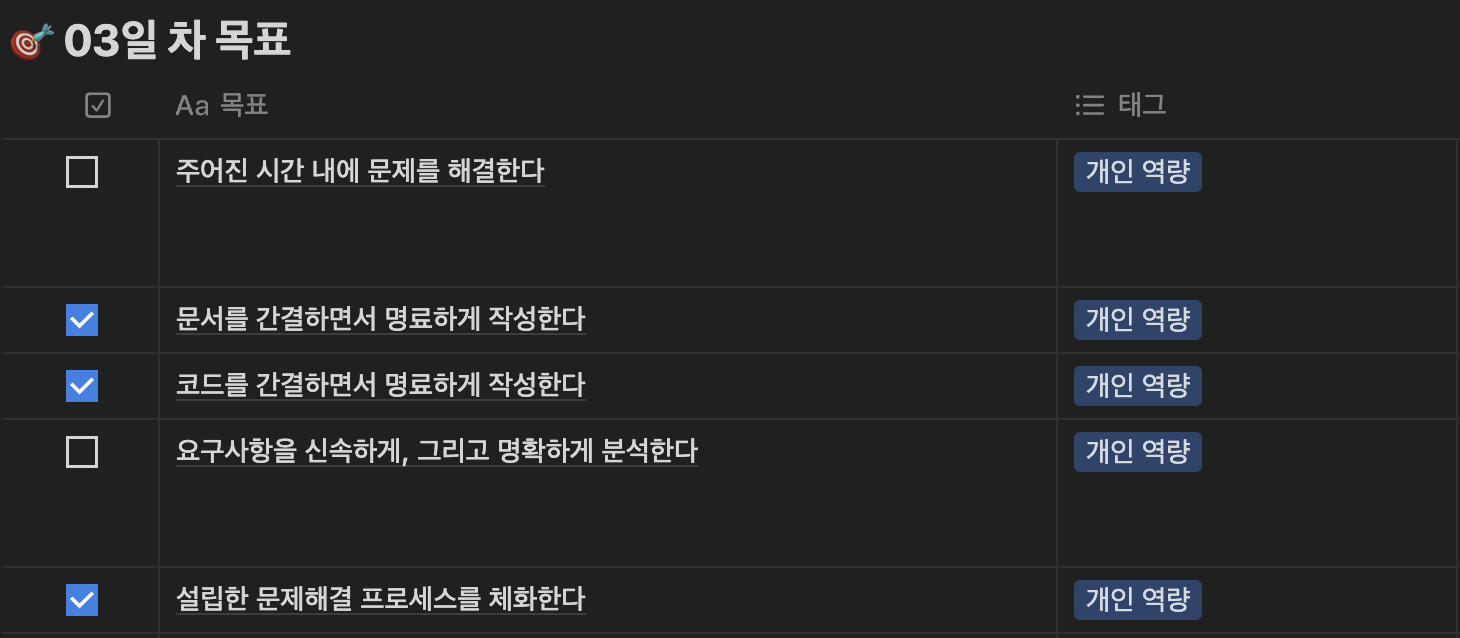 🎯 03일 차 목표
Aa 목표 태그
주어진 시간 내에 문제를 해결한다 개인 역량
문서를 간결하면서 명료하게 작성한다 개인 역량
코드를 간결하면서 명료하게 작성한다 개인 역량
요구사항을 신속하게, 그리고 명확하게 분석한다 개인 역량
설립한 문제해결 프로세스를 체화한다 개인 역량